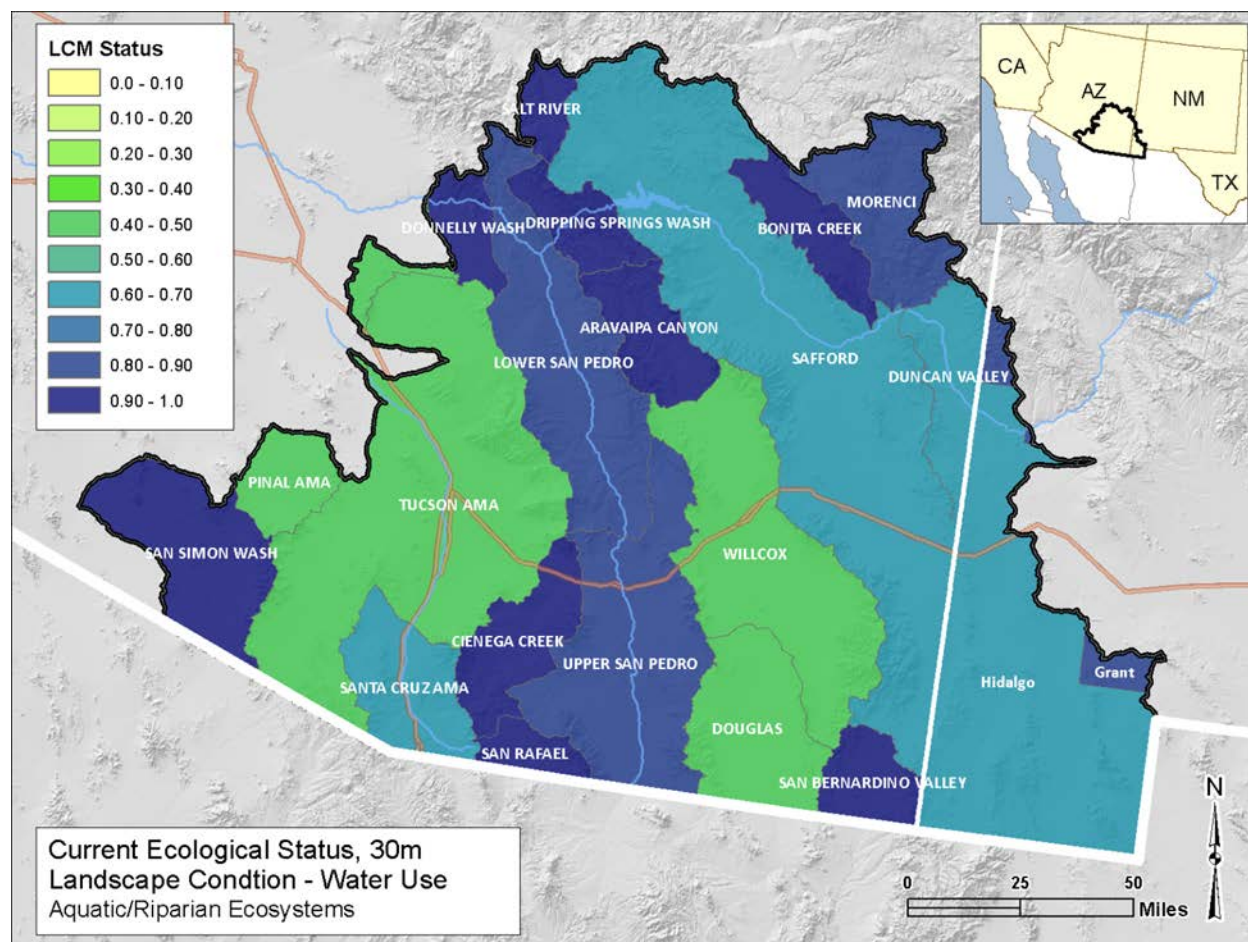 LCM Status
0.0 - 0.10
0.10 - 0.20
0.20 - 0.30
0.30 - 0.40
0.40 - 0.50
0.50 - 0.60
0.60 - 0.70
0.70 - 0.80
0.80 - 0.90
0.90 - 1.0
CA
AZ
NM
TX
SALT RIVER
MORENCI
DONNELLY WASH
DRIPPING SPRINGS WASH
BONITA CREEK
ARAVAIPA CANYON
LOWER SAN PEDRO
SAFFORD
DUNCAN VALLEY
PINAL AMA
TUCSON AMA
SAN SIMON WASH
WILLCOX
CIENEGA CREEK
UPPER SAN PEDRO
Grant
Hidalgo
SANTA CRUZ AMA
DOUGLAS
SAN RAFAEL
SAN BERNARDINO VALLEY
N
Current Ecological Status, 30m
Landscape Condtion - Water Use
Aquatic/Riparian Ecosystems
0 25 50
Miles